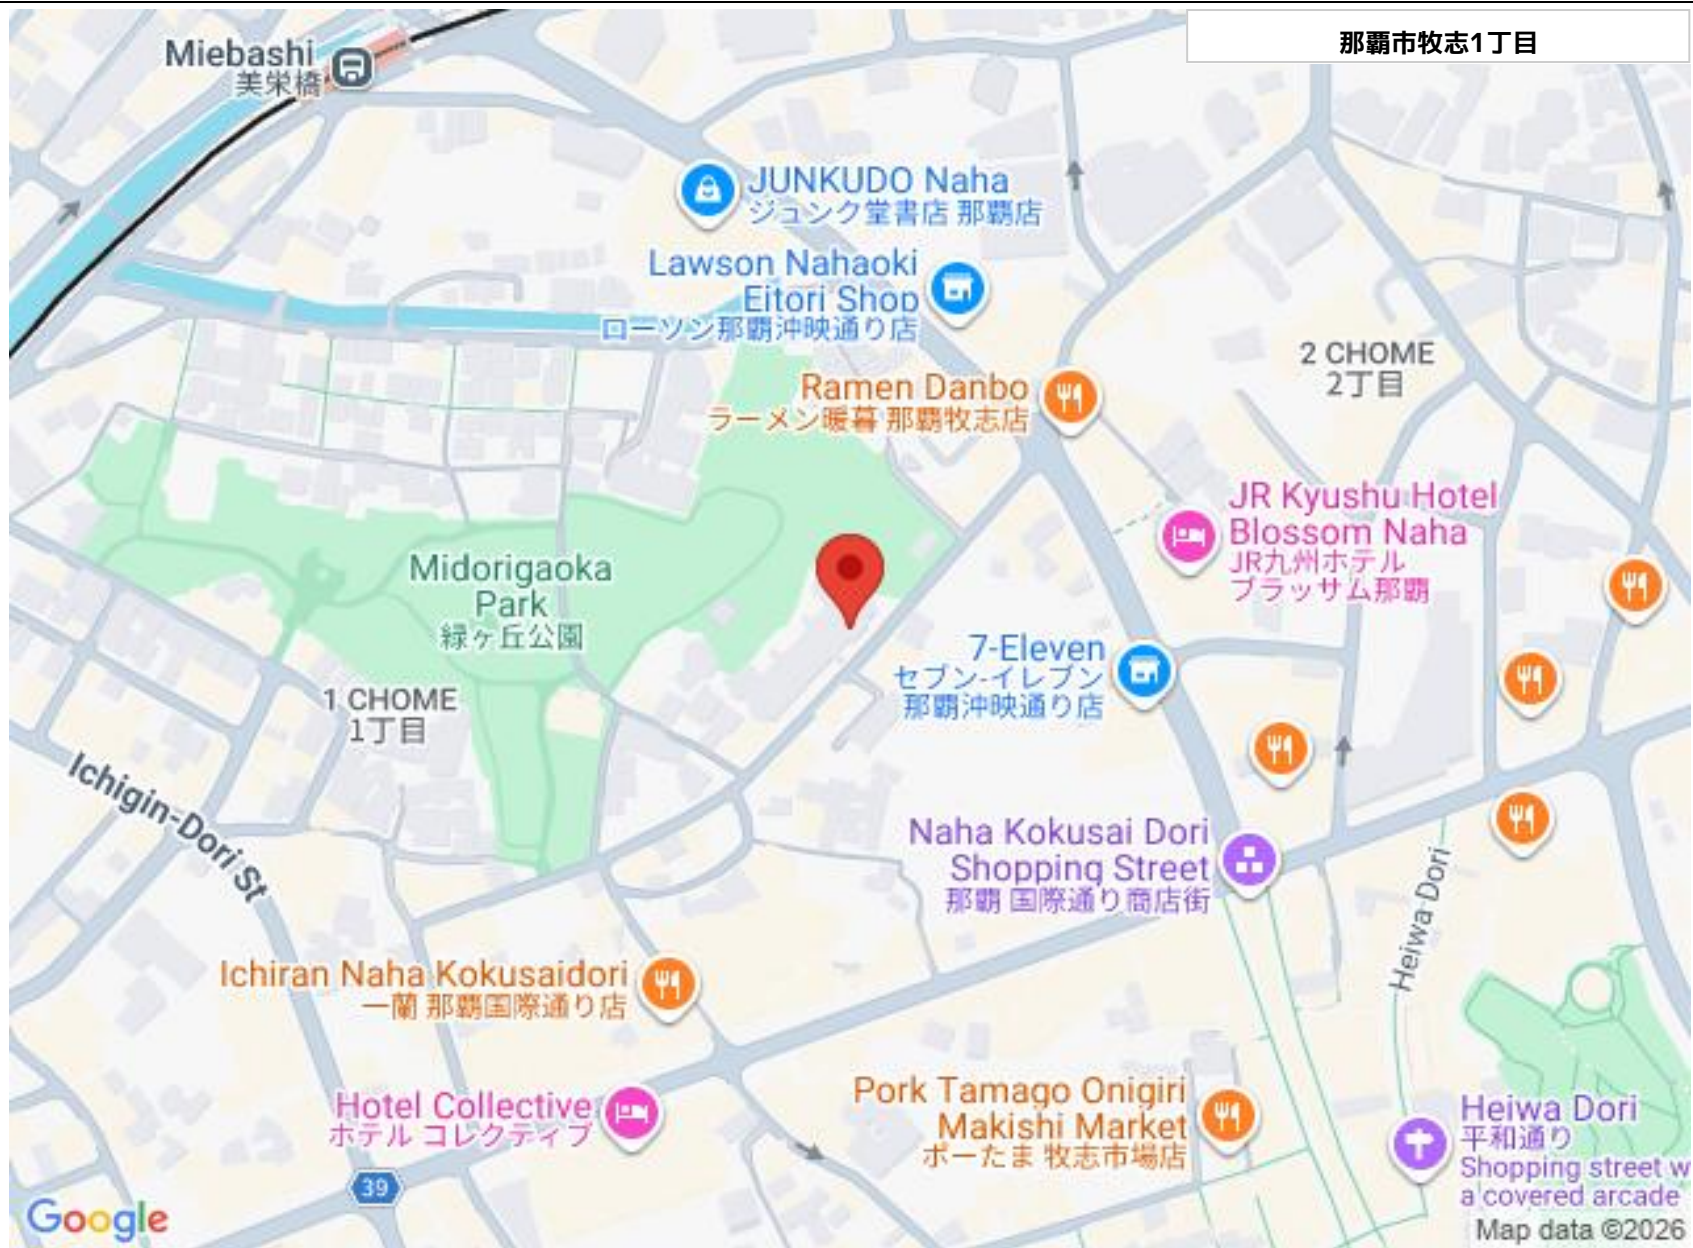 那覇市牧志1丁目
Miebashi
美栄橋
JUNKUDO Naha
ジュンク堂書店 那覇店
Lawson Nahaoki
Eitori Shop
ローソン那覇沖映通り店
2 CHOME
2丁目
Ramen Danbo
ラーメン暖暮 那覇牧志店
JR Kyushu Hotel
Blossom Naha
JR九州ホテル
ブラッサム那覇
Midorigaoka
Park
緑ヶ丘公園
7-Eleven
セブン-イレブン
那覇沖映通り店
1 CHOME
1丁目
Ichigin-Dori St
Naha Kokusai Dori
Shopping Street
那覇 国際通り商店街
Heiwa Dori
Ichiran Naha Kokusaidori
一蘭 那覇国際通り店
Hotel Collective
ホテル コレクティブ
Pork Tamago Onigiri
Makishi Market
ポーたま 牧志市場店
Heiwa Dori
平和通り
Shopping street w
a covered arcade
39
Google
Map data ©2026